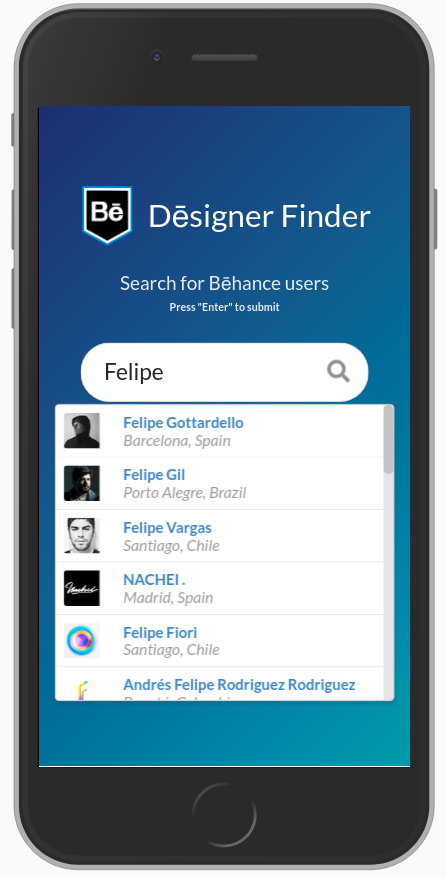 Bē
Dēsigner Finder
Search for Bēhance users
Press "Enter" to submit
Felipe
Felipe Gottardello
Barcelona, Spain
Felipe Gil
Porto Alegre, Brazil
Felipe Vargas
Santiago, Chile
NACHEI .
Madrid, Spain
Felipe Fiori
Santiago, Chile
Andrés Felipe Rodriguez Rodriguez